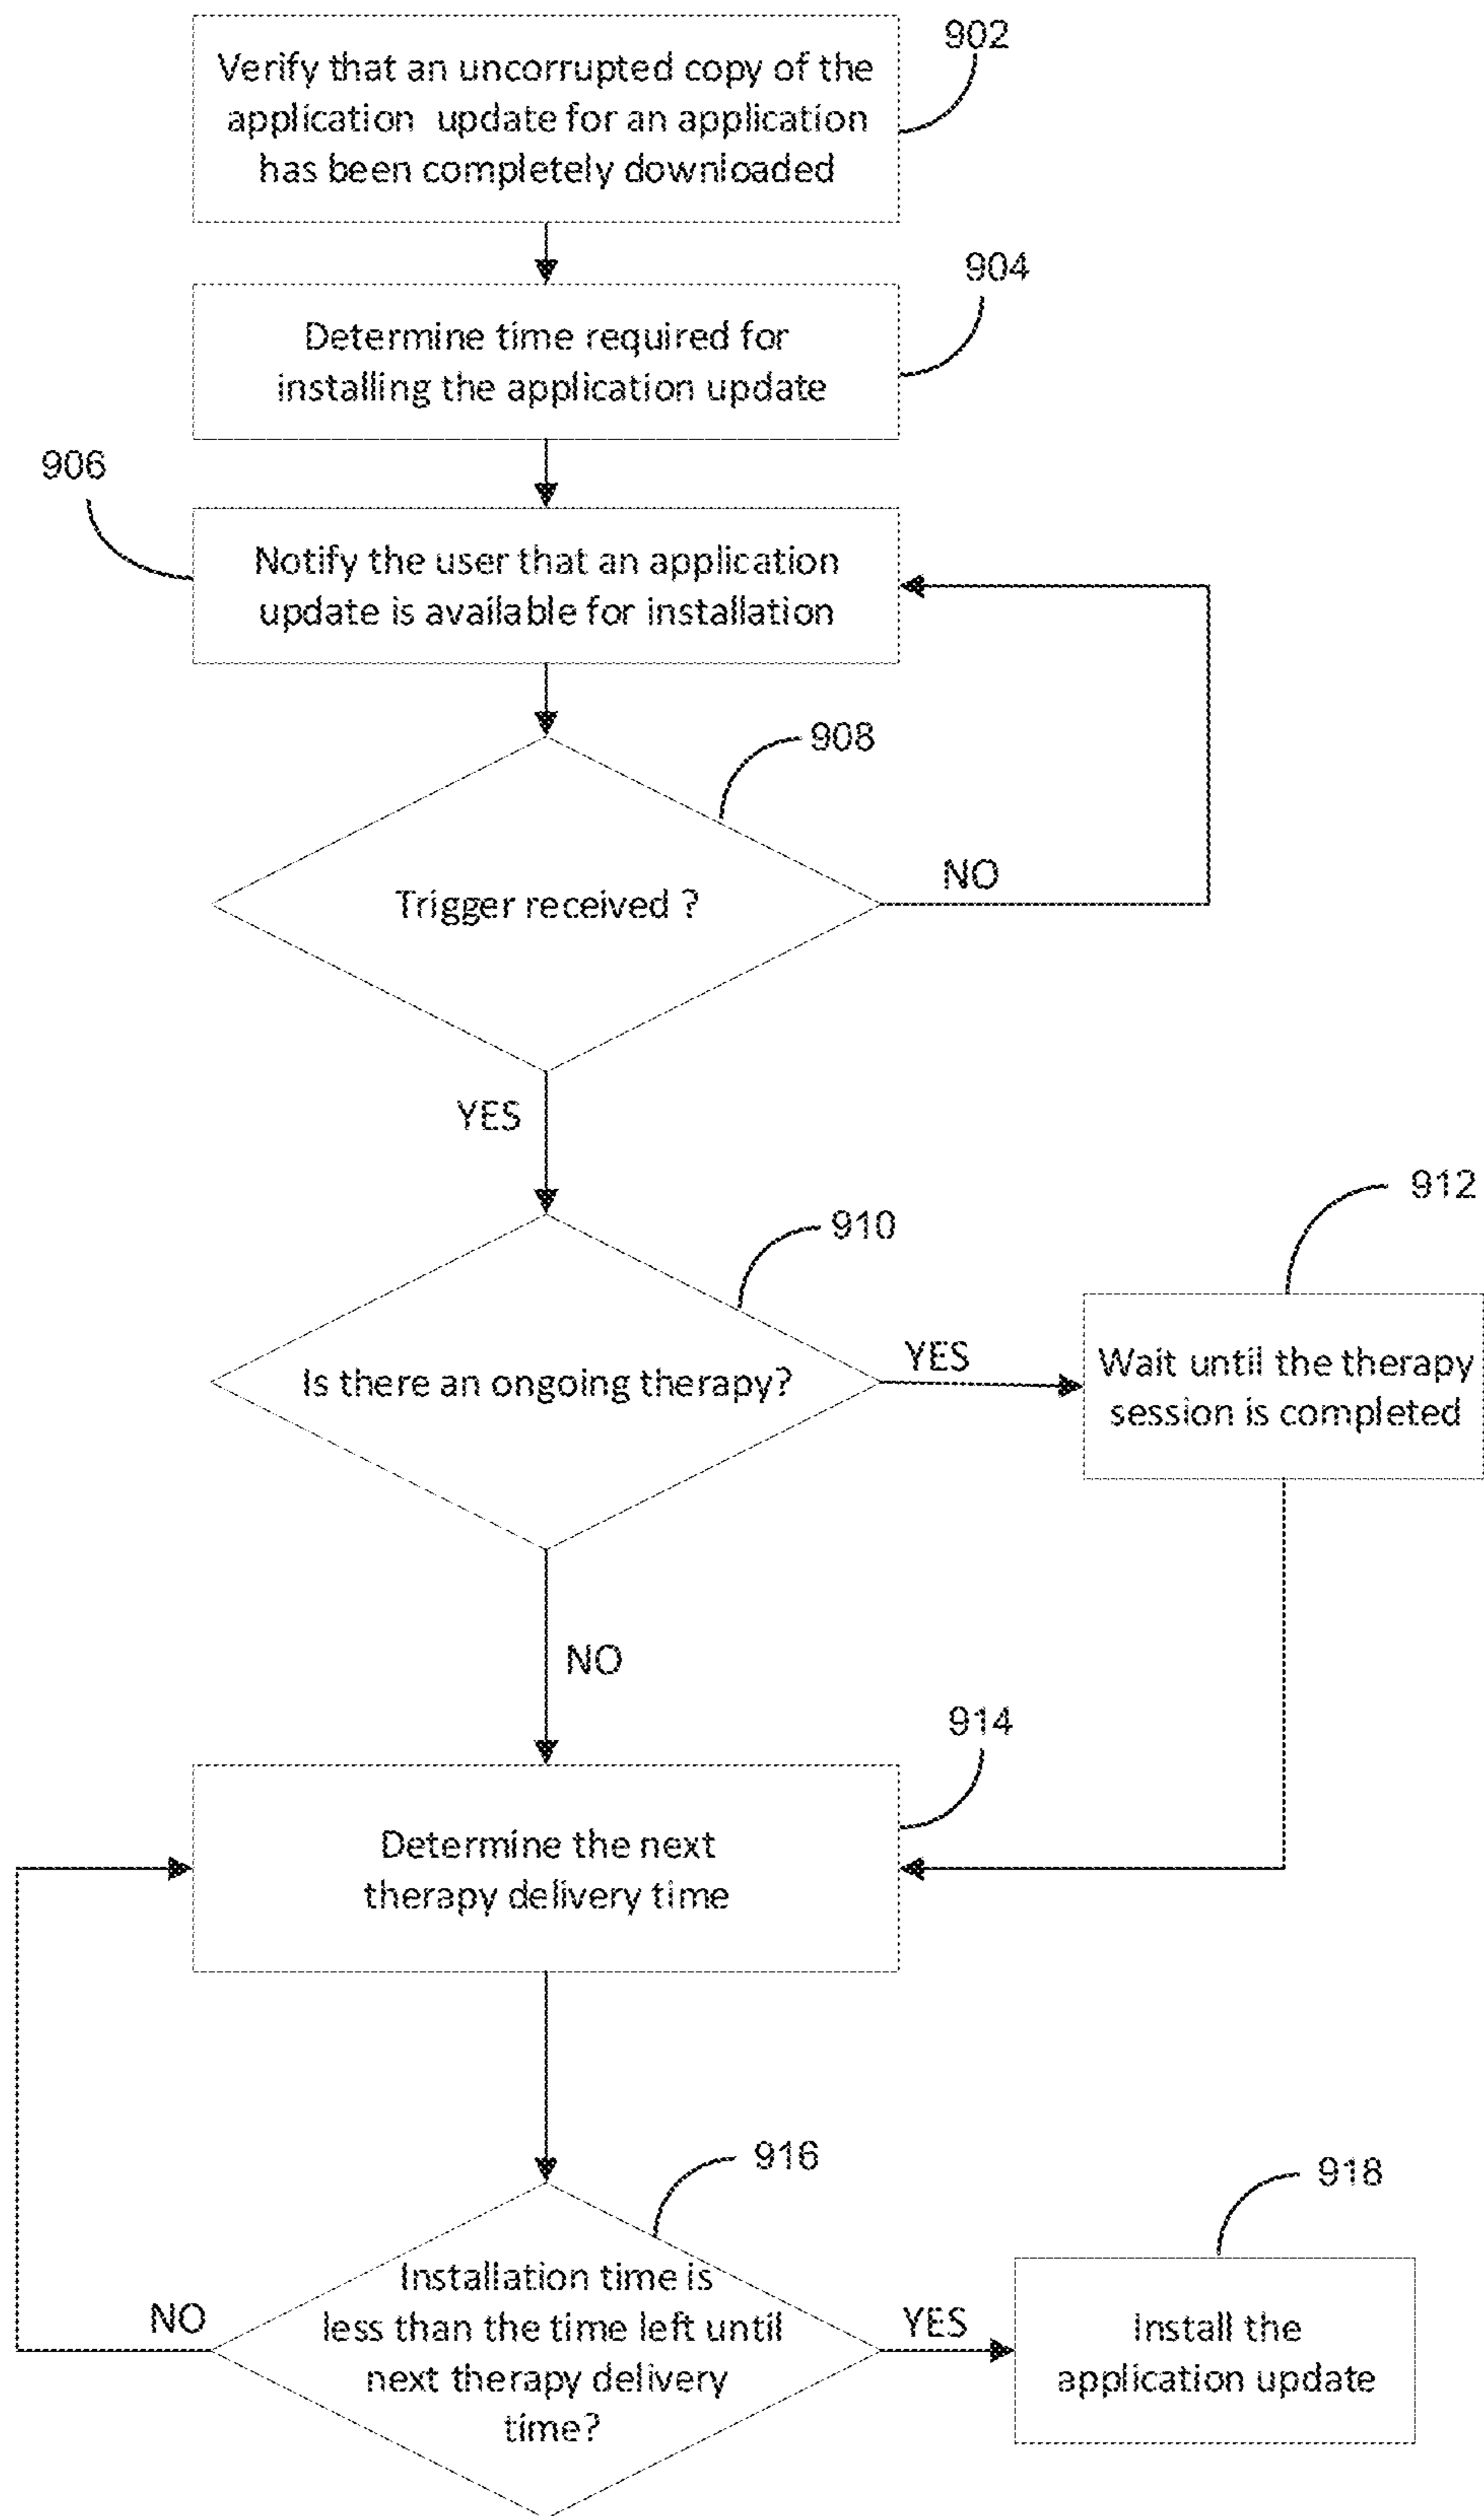 902
Verify that an uncorrupted copy of the
application update for an application
has been completely downloaded
904
Determine time required for
installing the application update
906
Notify the user that an application
update is available for installation
908
Trigger received ?
NO
YES
910
Is there an ongoing therapy?
YES
912
Wait until the therapy
session is completed
NO
914
Determine the next
therapy delivery time
916
Installation time is
less than the time left until
next therapy delivery
time?
NO
YES
918
Install the
application update